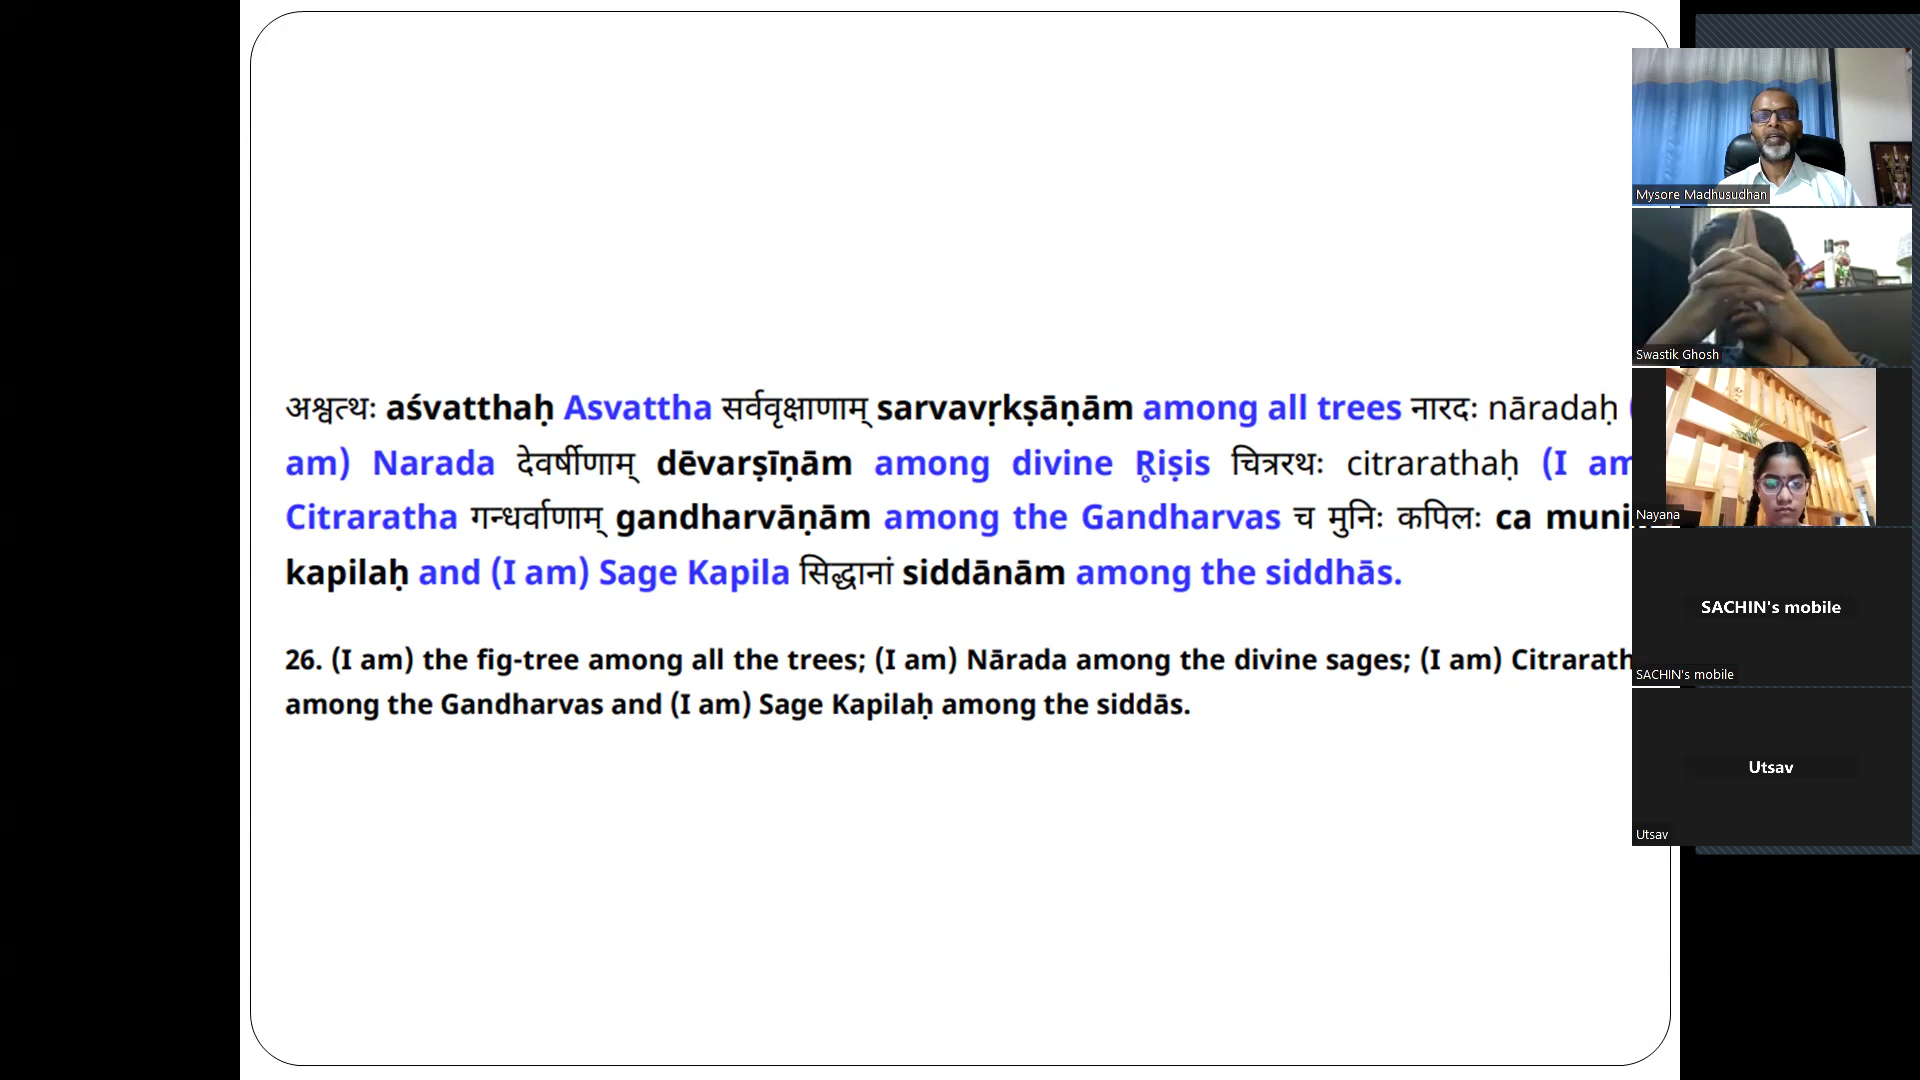 अश्वत्थः aśvatthaḥ Asvattha सर्ववृक्षाणाम् sarvavṛkṣāṇām among all trees नारदः nāradaḥ
am) Narada देवर्षीणाम् dēvarṣīṇām among divine R̥iṣis चित्ररथः citrarathaḥ (I am
Citraratha गन्धर्वाणाम् gandharvāṇām among the Gandharvas च मुनिः कपिलः ca muni
kapilaḥ and (I am) Sage Kapila सिद्धानां siddānām among the siddhās.
26. (I am) the fig-tree among all the trees; (I am) Nārada among the divine sages; (I am) Citrarath
among the Gandharvas and (I am) Sage Kapilaḥ among the siddās.
Mysore Madhusudhan
Swastik Ghosh
Nayana
SACHIN's mobile
SACHIN's mobile
Utsav
Utsav